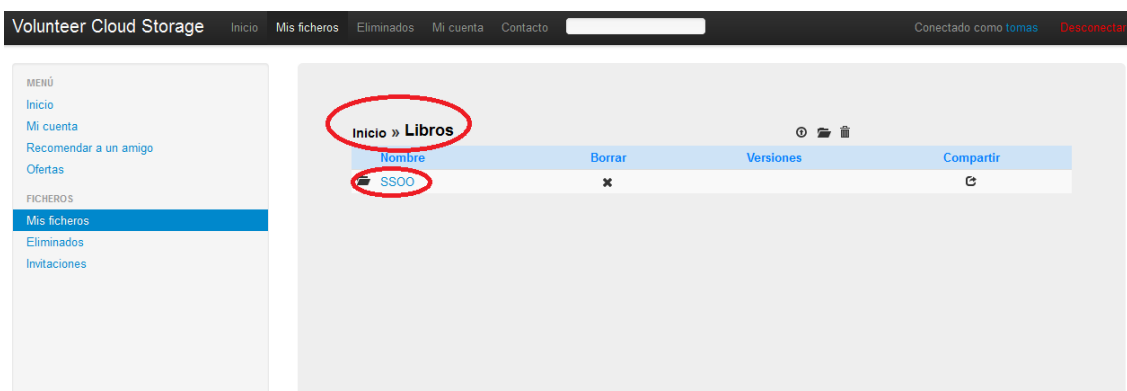 Volunteer Cloud Storage Inicio Mis ficheros Eliminados Mi cuenta Contacto Conectado como tomas Desconectar
MENÚ
Inicio
Mi cuenta
Recomendar a un amigo
Ofertas
FICHEROS
Mis ficheros
Eliminados
Invitaciones
Inicio » Libros
Nombre Borrar Versiones Compartir
SSOO